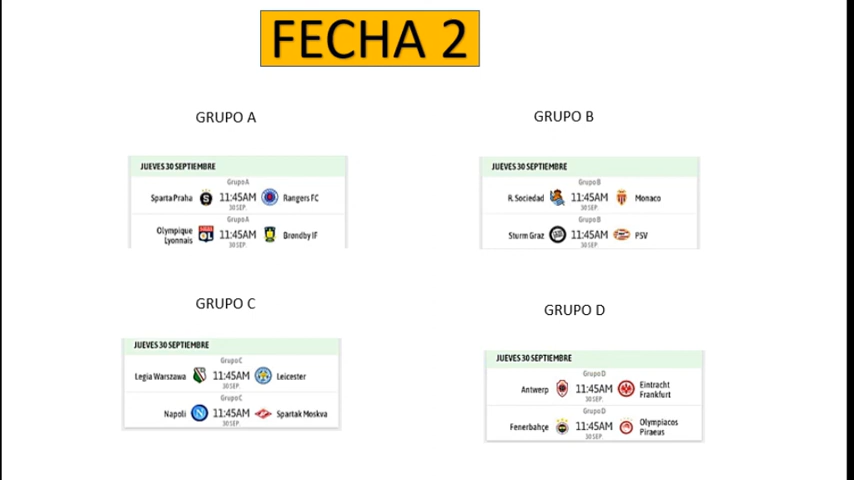 FECHA 2
GRUPO A
JUEVES 30 SEPTIEMBRE
Grupo A
Sparta Praha 11:45AM Rangers FC
30 SEP.
Grupo A
Olympique Lyonnais 11:45AM Brøndby IF
30 SEP.
GRUPO B
JUEVES 30 SEPTIEMBRE
Grupo B
R. Sociedad 11:45AM Monaco
30 SEP.
Grupo B
Sturm Graz 11:45AM PSV
30 SEP.
GRUPO C
JUEVES 30 SEPTIEMBRE
Grupo C
Legia Warszawa 11:45AM Leicester
30 SEP.
Grupo C
Napoli 11:45AM Spartak Moskva
30 SEP.
GRUPO D
JUEVES 30 SEPTIEMBRE
Grupo D
Antwerp 11:45AM Eintracht Frankfurt
30 SEP.
Grupo D
Fenerbahçe 11:45AM Olympiacos Piraeus
30 SEP.